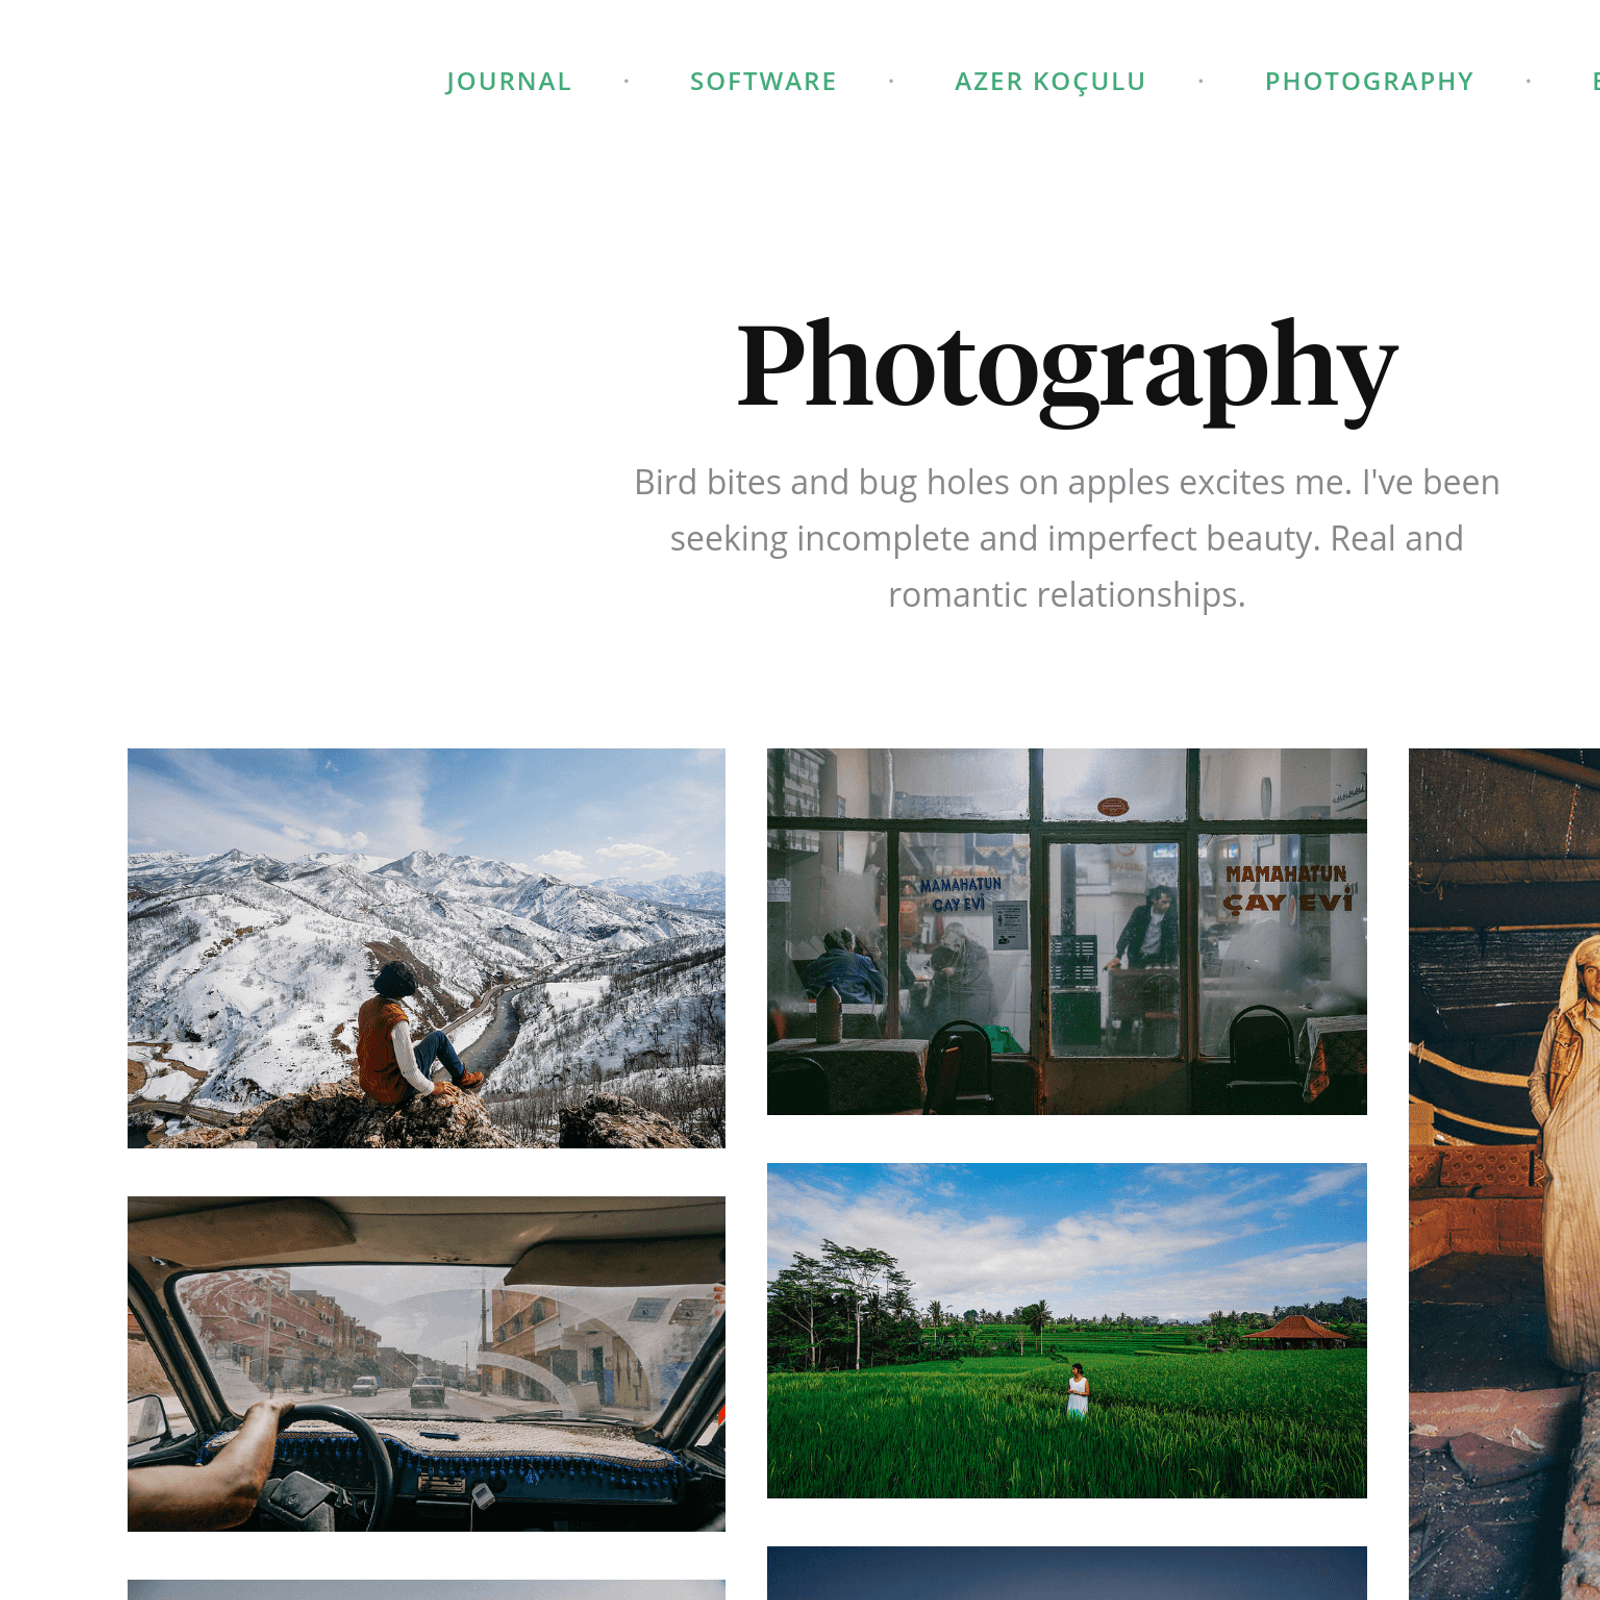 JOURNAL · SOFTWARE · AZER KOÇULU · PHOTOGRAPHY ·
Photography
Bird bites and bug holes on apples excites me. I've been
seeking incomplete and imperfect beauty. Real and
romantic relationships.
MAMAHATUN
ÇAY EVİ
MAMAHATUN
ÇAY EVİ